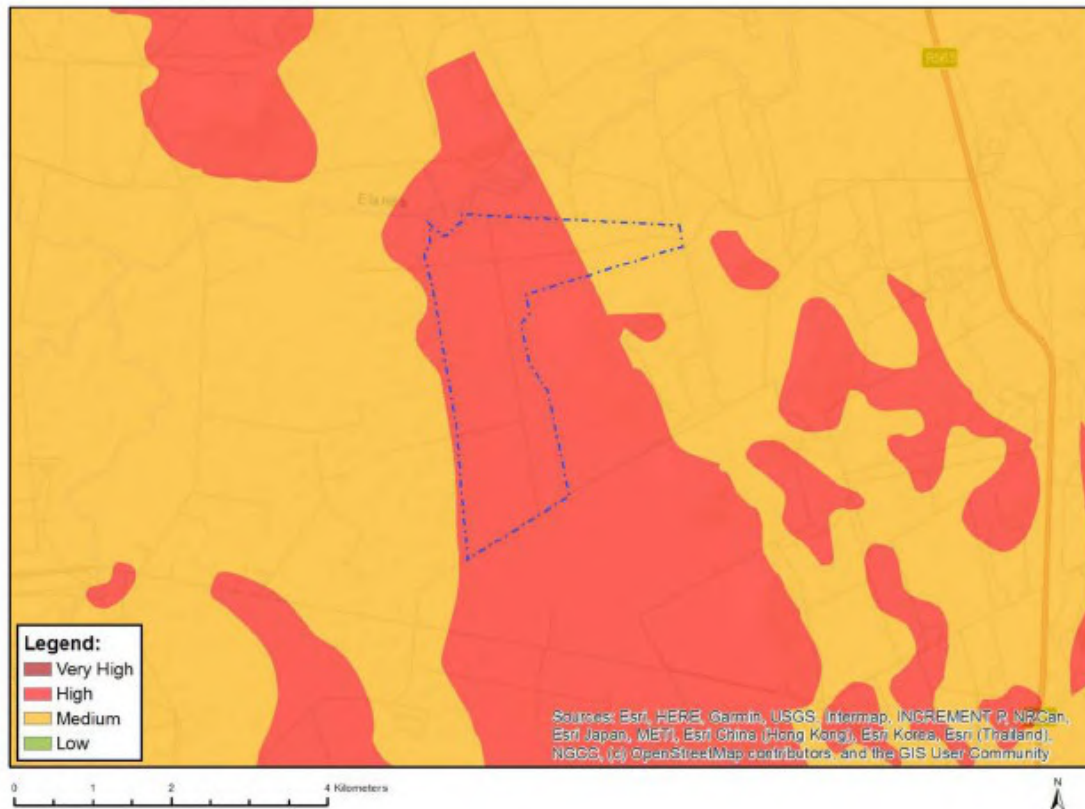 Elands
R563
Legend:
Very High
High
Medium
Low
Sources: Esri, HERE, Garmin, USGS, Intermap, INCREMENT P, NRCan,
Esri Japan, METI, Esri China (Hong Kong), Esri Korea, Esri (Thailand),
NGCC, (c) OpenStreetMap contributors, and the GIS User Community
0 1 2 4 Kilometers
N